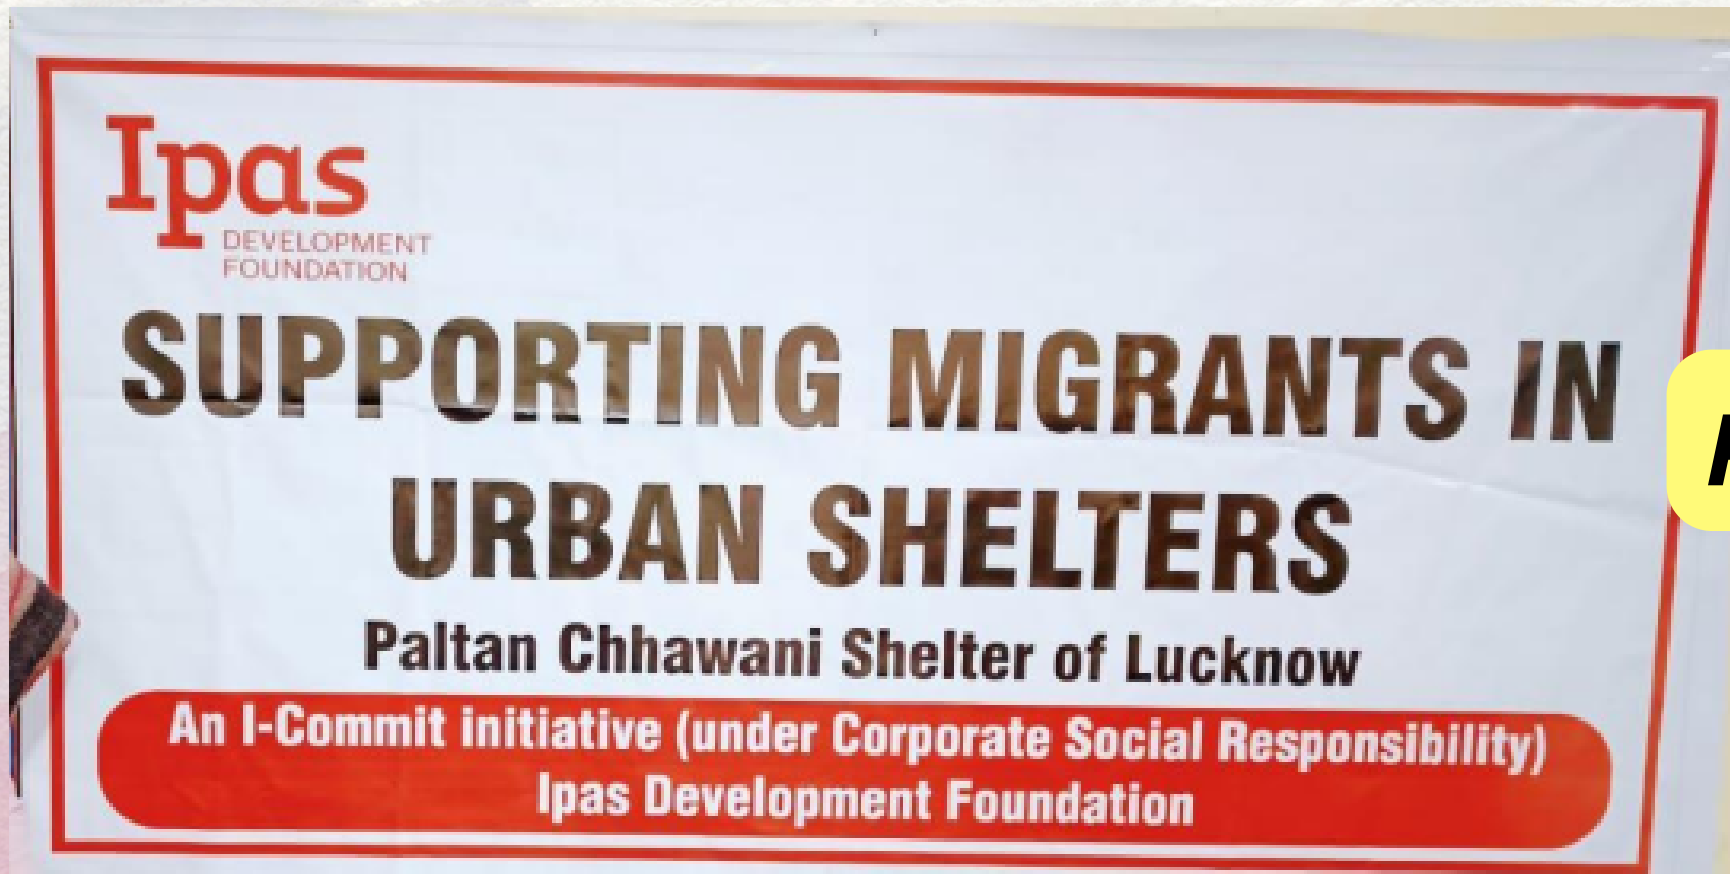 Ipas
DEVELOPMENT
FOUNDATION
SUPPORTING MIGRANTS IN
URBAN SHELTERS
Paltan Chhawani Shelter of Lucknow
An I-Commit initiative (under Corporate Social Responsibility)
Ipas Development Foundation